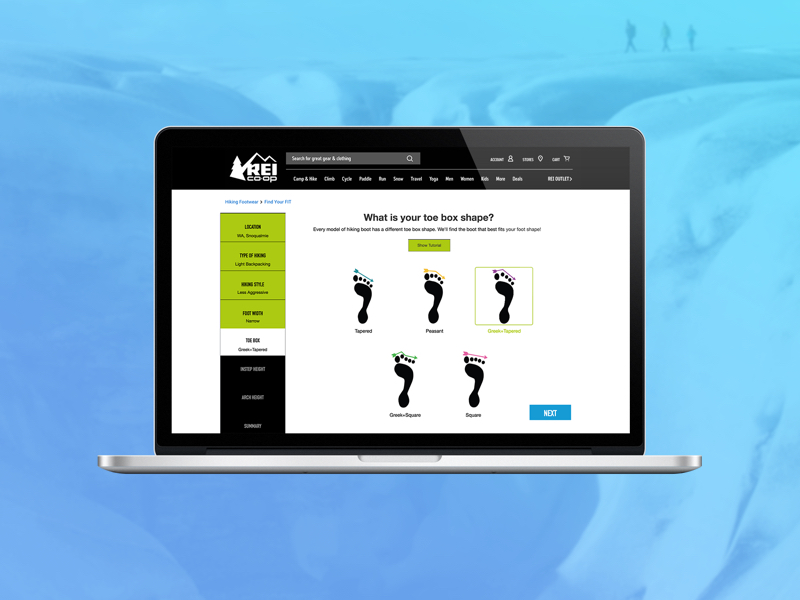 REI
co·op
Search for great gear & clothing
ACCOUNT
STORES
CART
Camp & Hike Climb Cycle Paddle Run Snow Travel Yoga Men Women Kids More Deals REI OUTLET >
Hiking Footwear > Find Your FIT
LOCATION
WA, Snoqualmie
TYPE OF HIKING
Light Backpacking
HIKING STYLE
Less Aggressive
FOOT WIDTH
Narrow
TOE BOX
Greek+Tapered
INSTEP HEIGHT
ARCH HEIGHT
SUMMARY
What is your toe box shape?
Every model of hiking boot has a different toe box shape. We'll find the boot that best fits your foot shape!
Show Tutorial
Tapered
Peasant
Greek+Tapered
Greek+Square
Square
NEXT